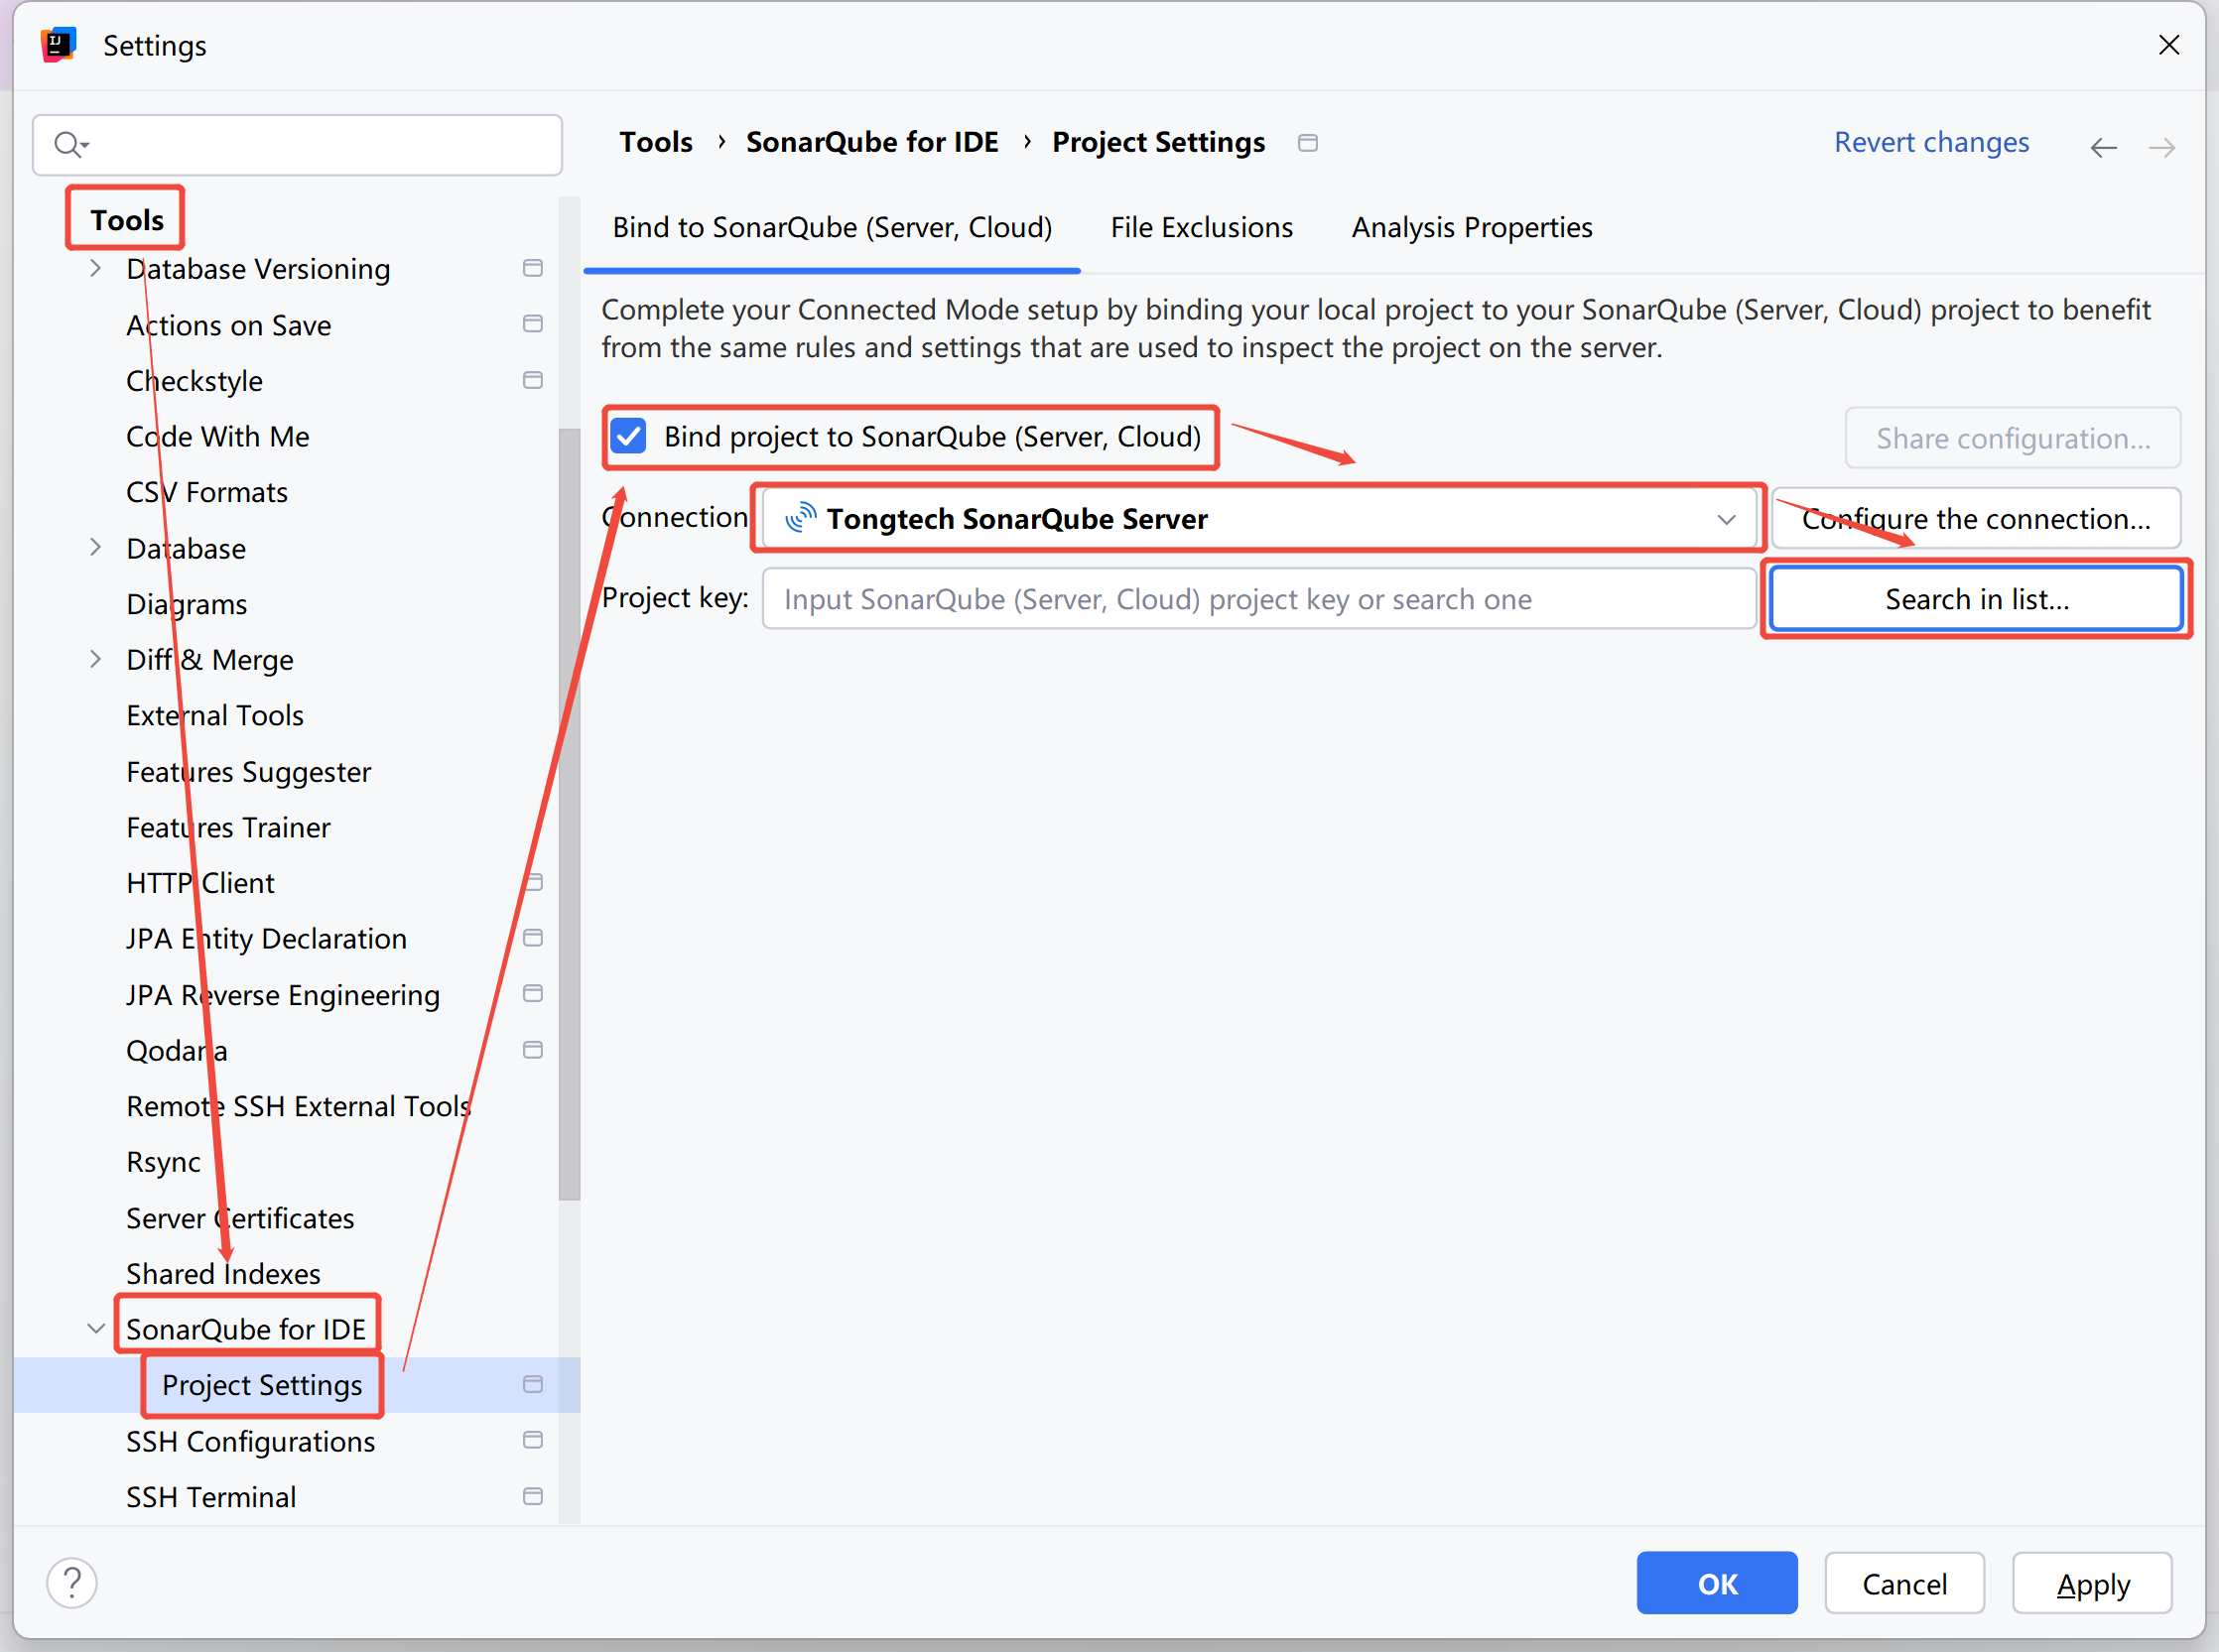 Settings
Tools › SonarQube for IDE › Project Settings
Revert changes
Tools
Database Versioning
Actions on Save
Checkstyle
Code With Me
CSV Formats
Database
Diagrams
Diff & Merge
External Tools
Features Suggester
Features Trainer
HTTP Client
JPA Entity Declaration
JPA Reverse Engineering
Qodana
Remote SSH External Tools
Rsync
Server Certificates
Shared Indexes
SonarQube for IDE
Project Settings
SSH Configurations
SSH Terminal
Bind to SonarQube (Server, Cloud)
File Exclusions
Analysis Properties
Complete your Connected Mode setup by binding your local project to your SonarQube (Server, Cloud) project to benefit
from the same rules and settings that are used to inspect the project on the server.
Bind project to SonarQube (Server, Cloud)
Share configuration...
Connection
Tongtech SonarQube Server
Configure the connection...
Project key:
Input SonarQube (Server, Cloud) project key or search one
Search in list...
?
OK
Cancel
Apply